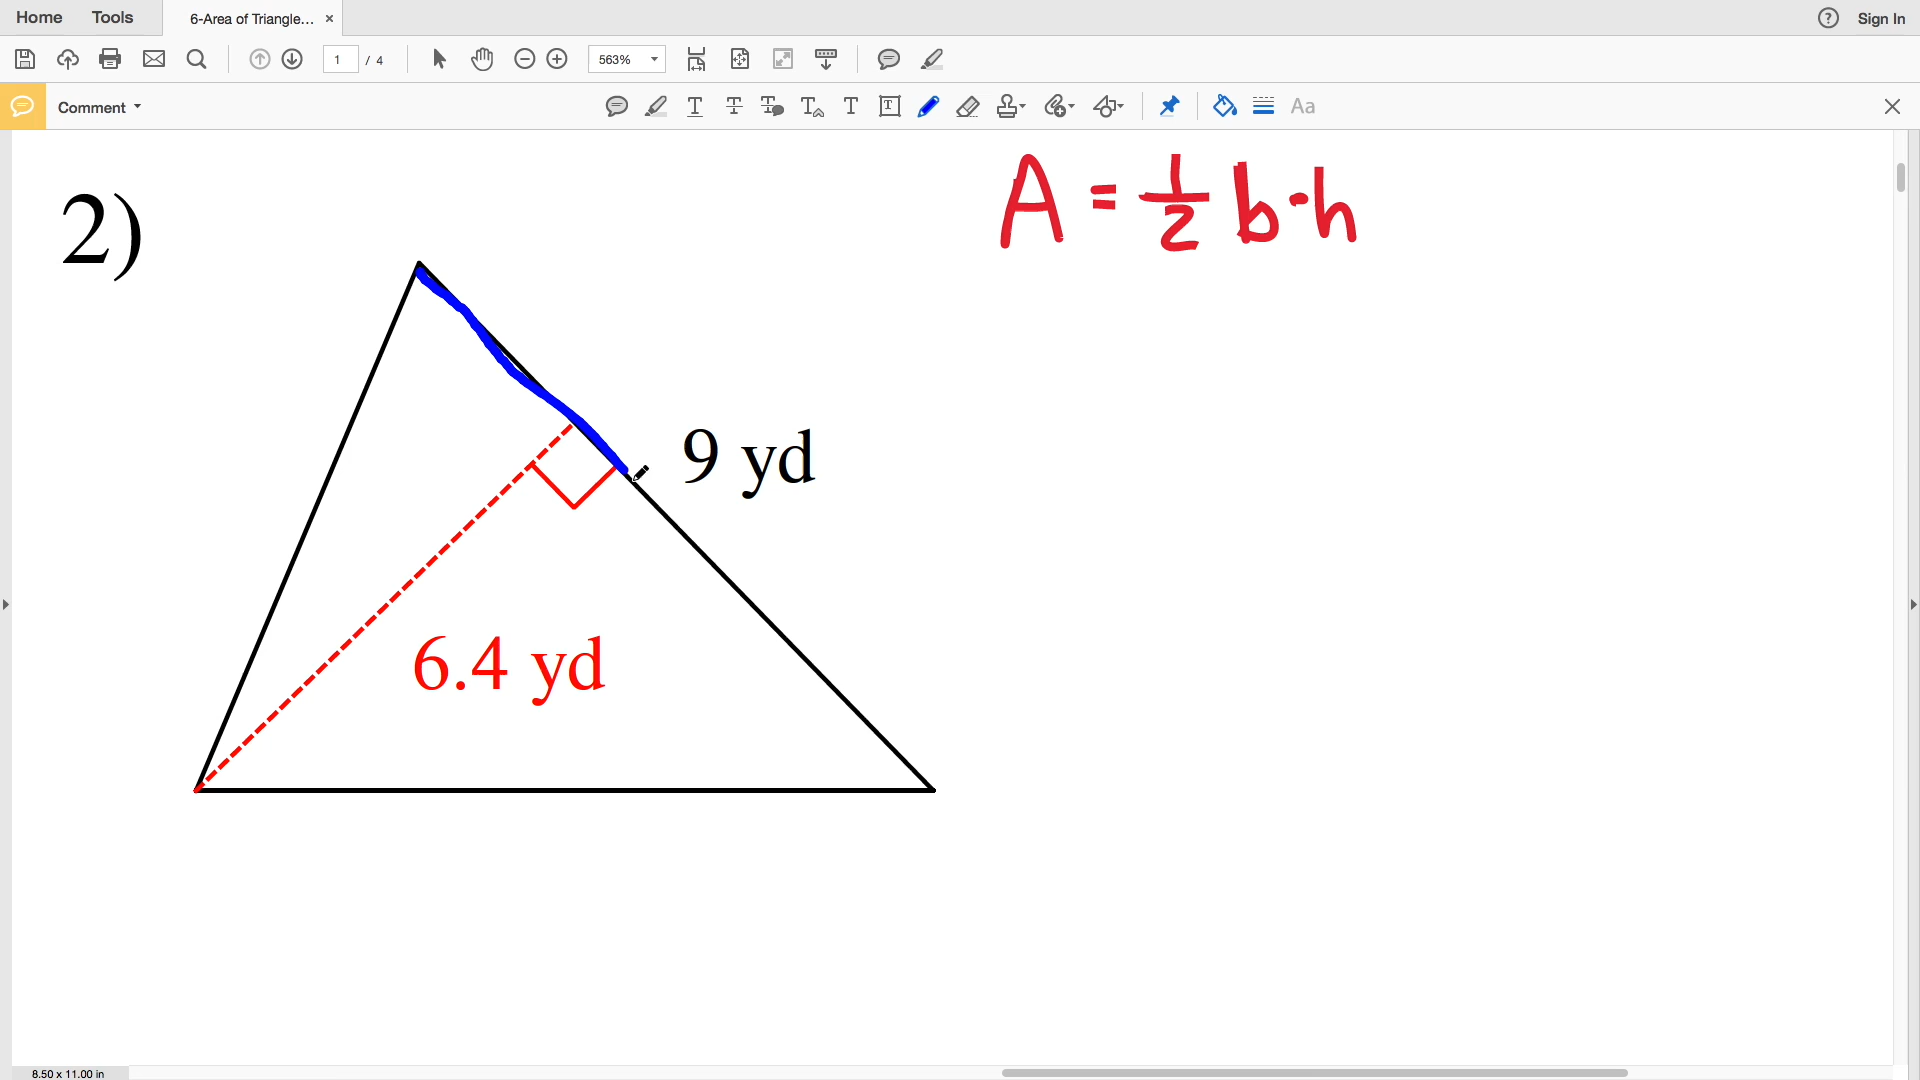 Home Tools 6-Area of Triangle... × ? Sign In
1 / 4 563%
Comment T T T T T T Aa
A = 1/2 b·h
2)
9 yd
6.4 yd
8.50 x 11.00 in